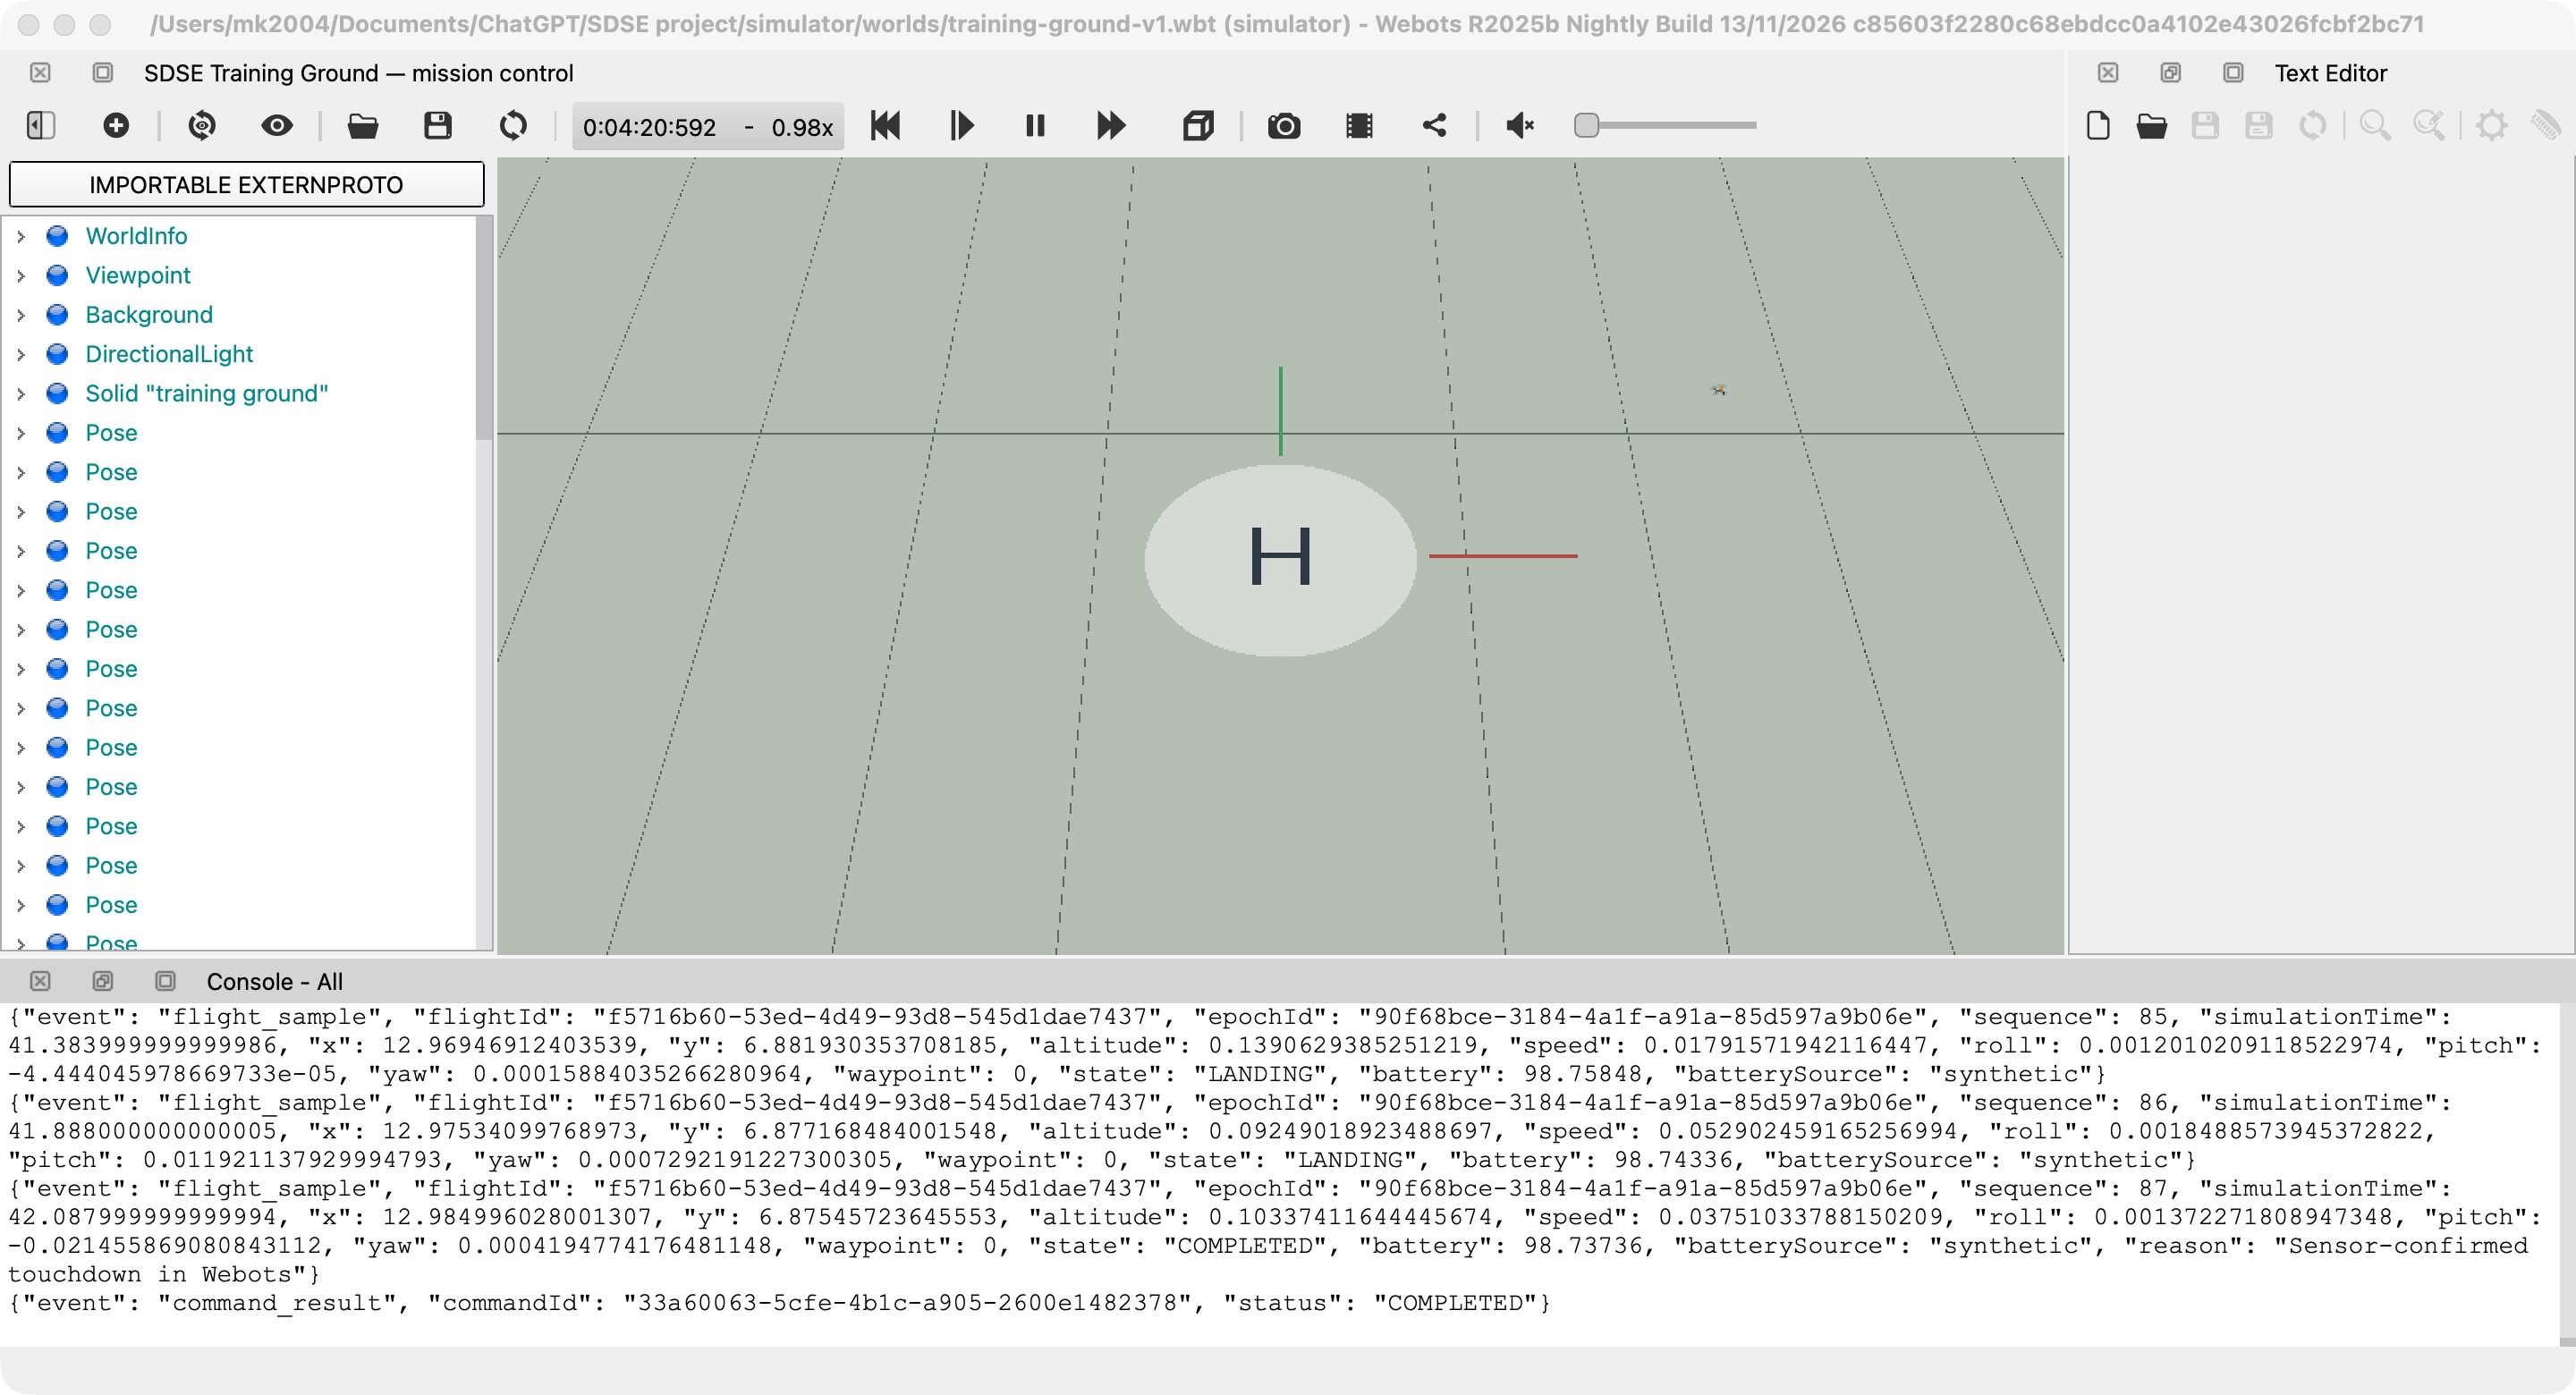 /Users/mk2004/Documents/ChatGPT/SDSE project/simulator/worlds/training-ground-v1.wbt (simulator) - Webots R2025b Nightly Build 13/11/2026 c85603f2280c68ebdcc0a4102e43026fcbf2bc71
SDSE Training Ground — mission control
Text Editor
0:04:20:592 - 0.98x
IMPORTABLE EXTERNPROTO
WorldInfo
Viewpoint
Background
DirectionalLight
Solid "training ground"
Pose
Pose
Pose
Pose
Pose
Pose
Pose
Pose
Pose
Pose
Pose
Pose
Pose
Pose
H
Console - All
{"event": "flight_sample", "flightId": "f5716b60-53ed-4d49-93d8-545d1dae7437", "epochId": "90f68bce-3184-4a1f-a91a-85d597a9b06e", "sequence": 85, "simulationTime":
41.383999999999986, "x": 12.96946912403539, "y": 6.881930353708185, "altitude": 0.1390629385251219, "speed": 0.01791571942116447, "roll": 0.0012010209118522974, "pitch":
-4.444045978669733e-05, "yaw": 0.00015884035266280964, "waypoint": 0, "state": "LANDING", "battery": 98.75848, "batterySource": "synthetic"}
{"event": "flight_sample", "flightId": "f5716b60-53ed-4d49-93d8-545d1dae7437", "epochId": "90f68bce-3184-4a1f-a91a-85d597a9b06e", "sequence": 86, "simulationTime":
41.888000000000005, "x": 12.97534099768973, "y": 6.877168484001548, "altitude": 0.09249018923488697, "speed": 0.052902459165256994, "roll": 0.0018488573945372822,
"pitch": 0.011921137929994793, "yaw": 0.0007292191227300305, "waypoint": 0, "state": "LANDING", "battery": 98.74336, "batterySource": "synthetic"}
{"event": "flight_sample", "flightId": "f5716b60-53ed-4d49-93d8-545d1dae7437", "epochId": "90f68bce-3184-4a1f-a91a-85d597a9b06e", "sequence": 87, "simulationTime":
42.087999999999994, "x": 12.984996028001307, "y": 6.87545723645553, "altitude": 0.10337411644445674, "speed": 0.03751033788150209, "roll": 0.001372271808947348, "pitch":
-0.021455869080843112, "yaw": 0.0004194774176481148, "waypoint": 0, "state": "COMPLETED", "battery": 98.73736, "batterySource": "synthetic", "reason": "Sensor-confirmed
touchdown in Webots"}
{"event": "command_result", "commandId": "33a60063-5cfe-4b1c-a905-2600e1482378", "status": "COMPLETED"}